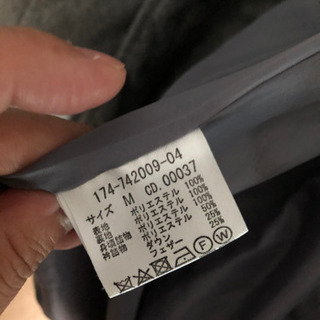 174-742009-04
サイズ M CD.00037
表地 ポリエステル 100%
裏地 ポリエステル 100%
身頃詰物 ポリエステル 100%
衿詰物 ポリエステル 50%
ダウン 25%
フェザー 25%